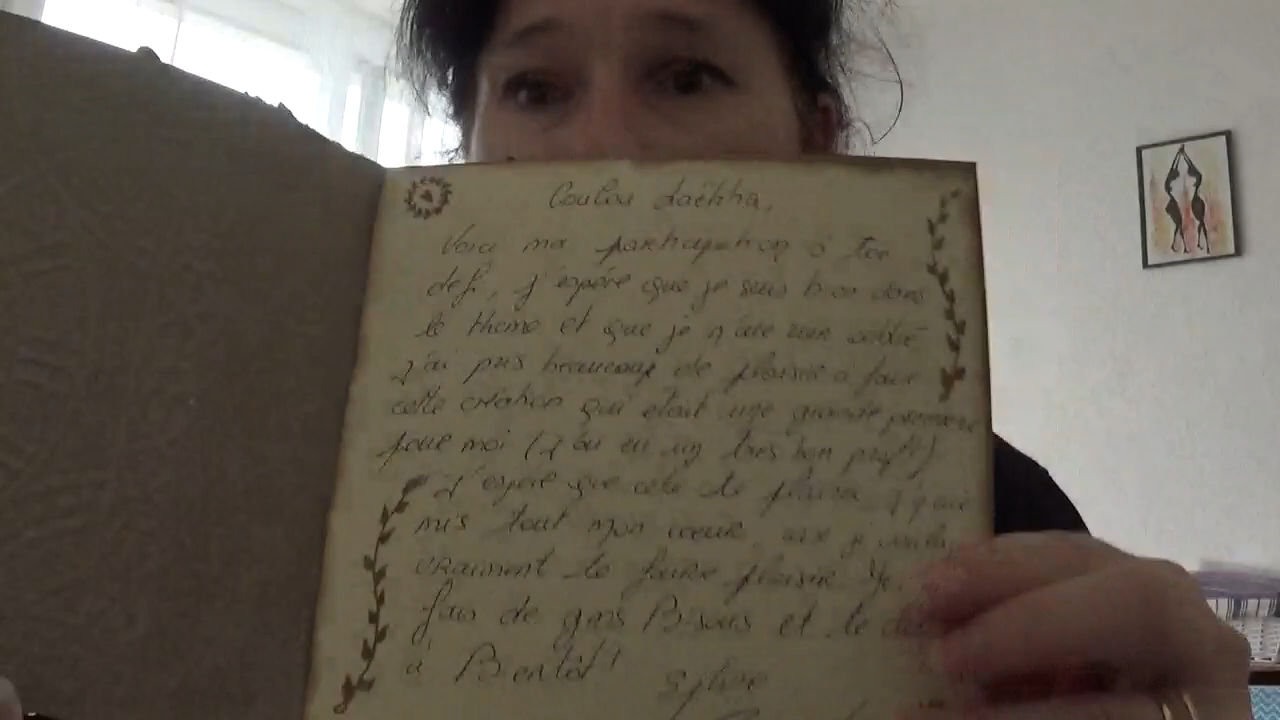 Coucou Laëtitia,
Voici ma participation à ton
défi, j'espère que je suis bien dans
le thème et que je n'ai rien oublié
J'ai pris beaucoup de plaisir à faire
cette création qui était une grande première
pour moi (j'ai eu un très bon prof!!)
J'espère que cela te plaira j'y ai
mis tout mon coeur car je voulais
vraiment te faire plaisir Je
fais de gros Bisous et te dis
à Bientôt!